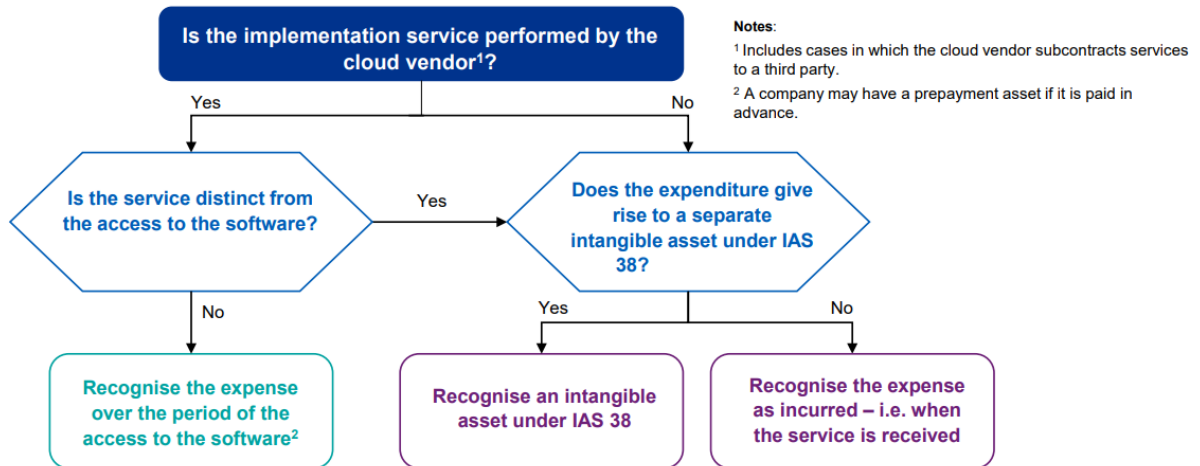 Is the implementation service performed by the
cloud vendor¹?
Notes:
¹ Includes cases in which the cloud vendor subcontracts services
to a third party.
² A company may have a prepayment asset if it is paid in
advance.
Yes
No
Is the service distinct from
the access to the software?
Yes
Does the expenditure give
rise to a separate
intangible asset under IAS
38?
No
Yes
No
Recognise the expense
over the period of the
access to the software²
Recognise an intangible
asset under IAS 38
Recognise the expense
as incurred – i.e. when
the service is received